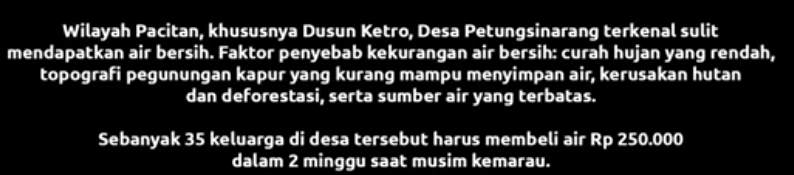 Wilayah Pacitan, khususnya Dusun Ketro, Desa Petungsinarang terkenal sulit
mendapatkan air bersih. Faktor penyebab kekurangan air bersih: curah hujan yang rendah,
topografi pegunungan kapur yang kurang mampu menyimpan air, kerusakan hutan
dan deforestasi, serta sumber air yang terbatas.
Sebanyak 35 keluarga di desa tersebut harus membeli air Rp 250.000
dalam 2 minggu saat musim kemarau.